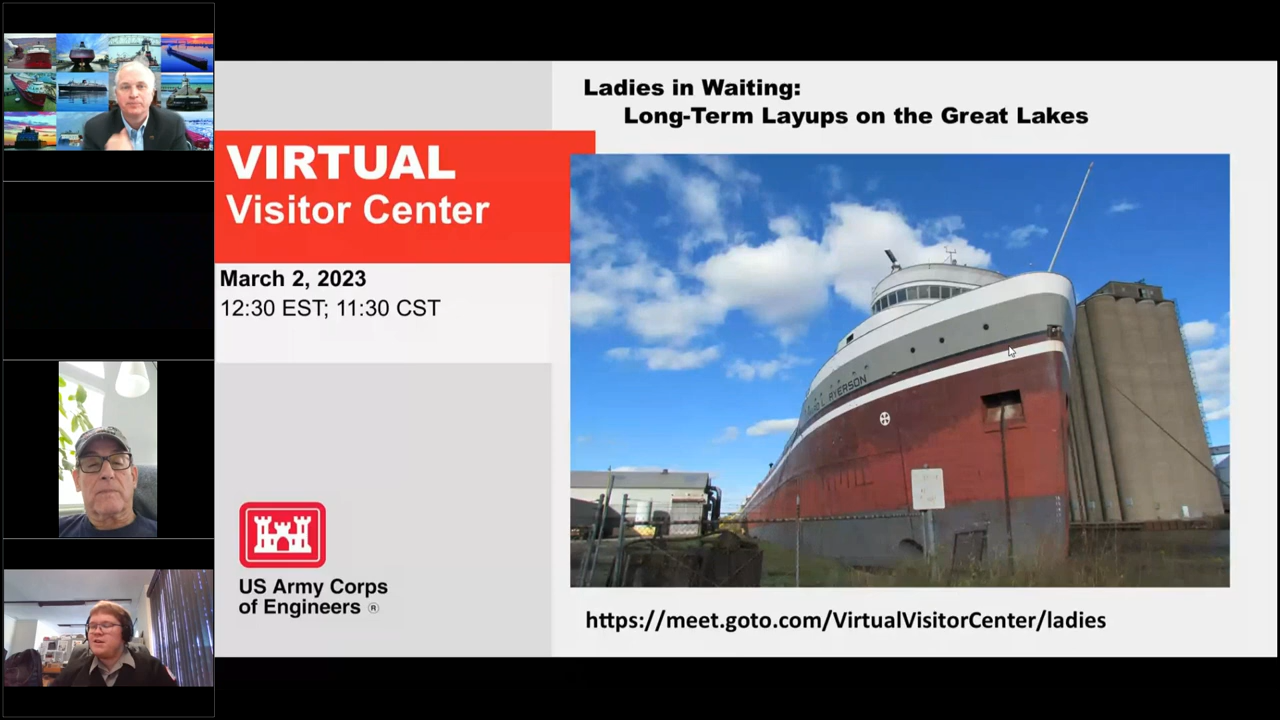 Ladies in Waiting:
Long-Term Layups on the Great Lakes
VIRTUAL
Visitor Center
March 2, 2023
12:30 EST; 11:30 CST
RYERSON
US Army Corps
of Engineers ®
https://meet.goto.com/VirtualVisitorCenter/ladies